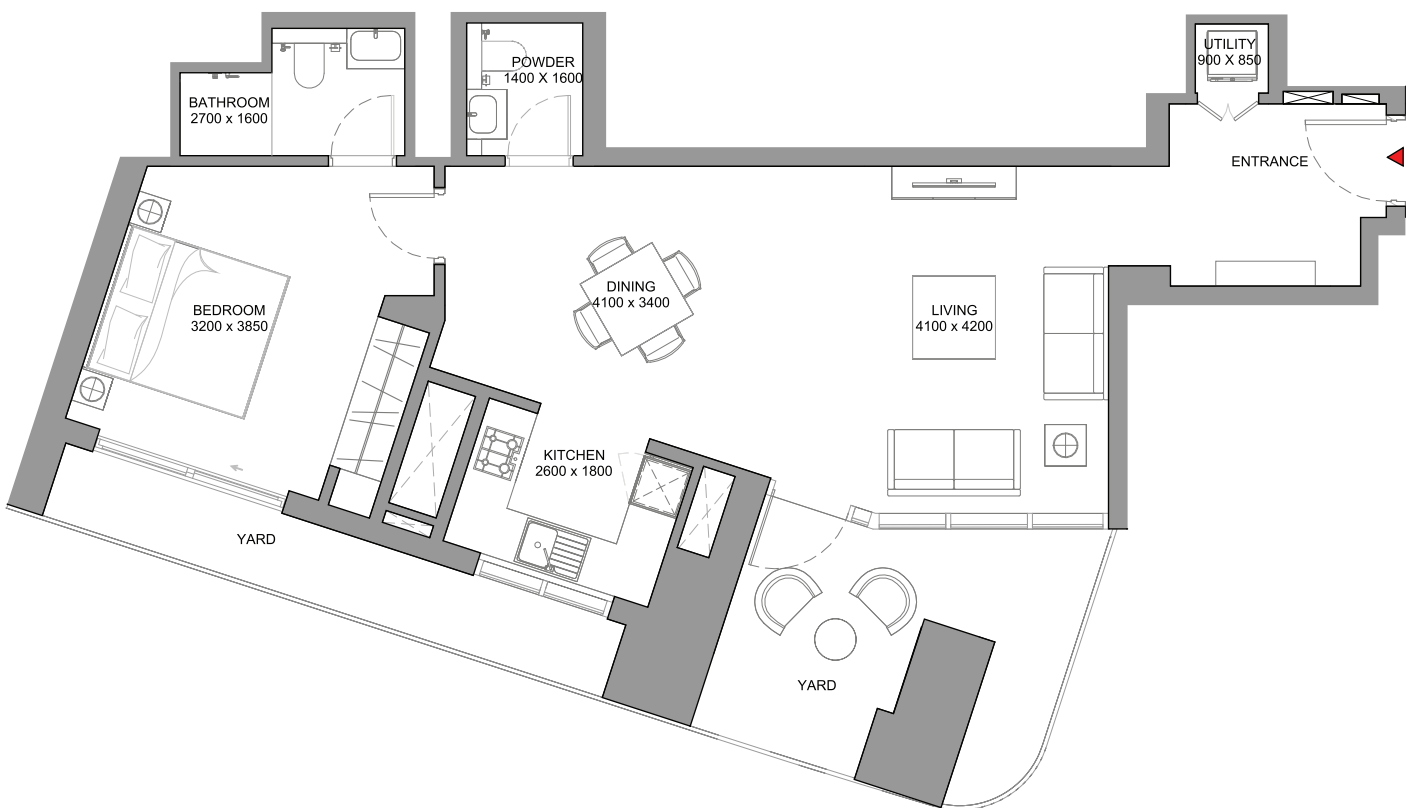 UTILITY
900 X 850
POWDER
1400 X 1600
BATHROOM
2700 x 1600
ENTRANCE
BEDROOM
3200 x 3850
DINING
4100 x 3400
LIVING
4100 x 4200
KITCHEN
2600 x 1800
YARD
YARD